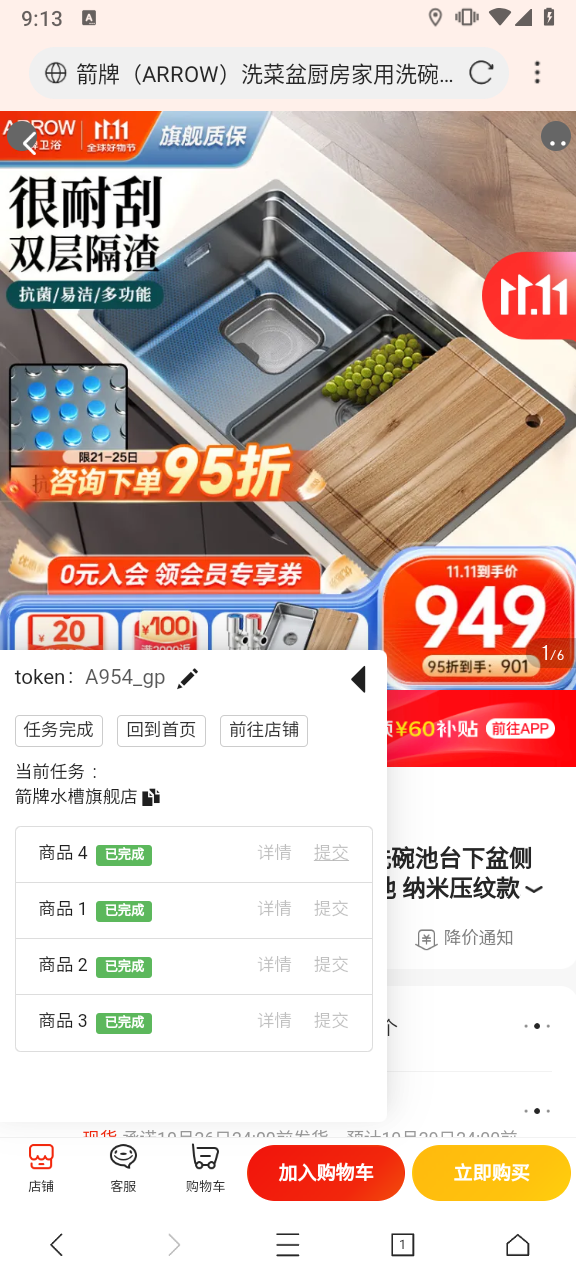 9:13
箭牌（ARROW）洗菜盆厨房家用洗碗...
11.11
全球好物节
旗舰质保
卫浴
很耐刮
双层隔渣
抗菌/易洁/多功能
11.11
限21-25日
咨询下单95折
0元入会 领会员专享券
11.11到手价
949
95折到手：901
1/6
¥20
¥100
token： A954_gp
¥60补贴 前往APP
任务完成
回到首页
前往店铺
当前任务：
箭牌水槽旗舰店
洗碗池台下盆侧
纳米压纹款
降价通知
商品 4 已完成 详情 提交
商品 1 已完成 详情 提交
商品 2 已完成 详情 提交
商品 3 已完成 详情 提交
个
店铺
客服
购物车
加入购物车
立即购买
1